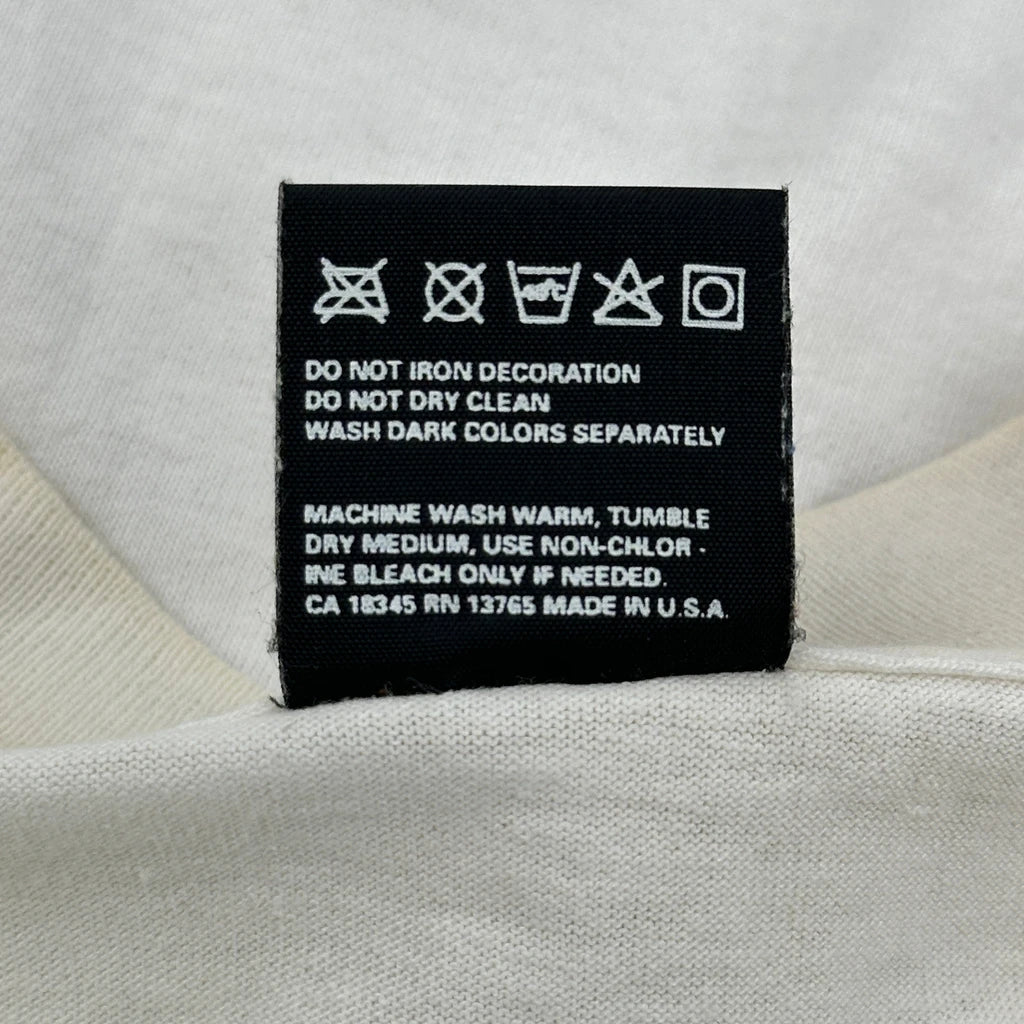 DO NOT IRON DECORATION
DO NOT DRY CLEAN
WASH DARK COLORS SEPARATELY
MACHINE WASH WARM, TUMBLE
DRY MEDIUM, USE NON-CHLOR -
INE BLEACH ONLY IF NEEDED.
CA 18345 RN 13765 MADE IN U.S.A.